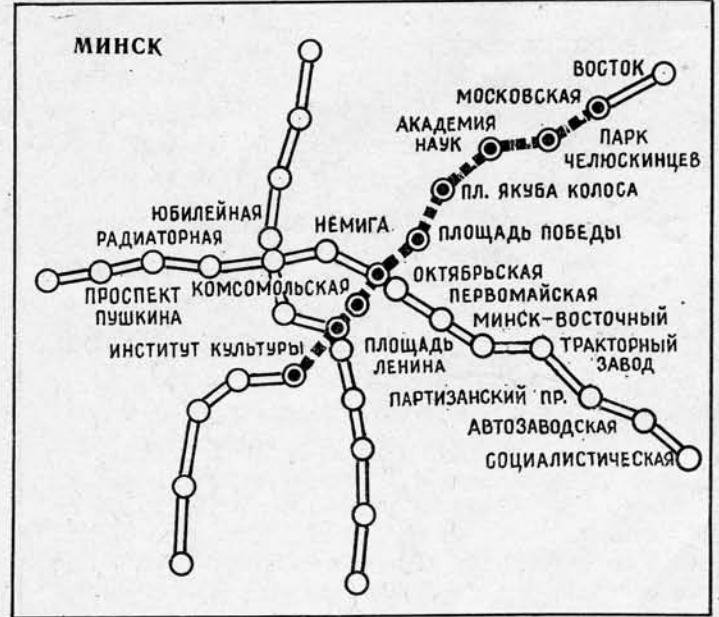 МИНСК
ВОСТОК
МОСКОВСКАЯ
АКАДЕМИЯ
НАУК
ПАРК
ЧЕЛЮСКИНЦЕВ
ПЛ. ЯКУБА КОЛОСА
ЮБИЛЕЙНАЯ
НЕМИГА
ПЛОЩАДЬ ПОБЕДЫ
РАДИАТОРНАЯ
ПРОСПЕКТ
ПУШКИНА
КОМСОМОЛЬСКАЯ
ОКТЯБРЬСКАЯ
ПЕРВОМАЙСКАЯ
МИНСК-ВОСТОЧНЫЙ
ИНСТИТУТ КУЛЬТУРЫ
ПЛОЩАДЬ
ЛЕНИНА
ТРАКТОРНЫЙ
ЗАВОД
ПАРТИЗАНСКИЙ ПР.
АВТОЗАВОДСКАЯ
СОЦИАЛИСТИЧЕСКАЯ